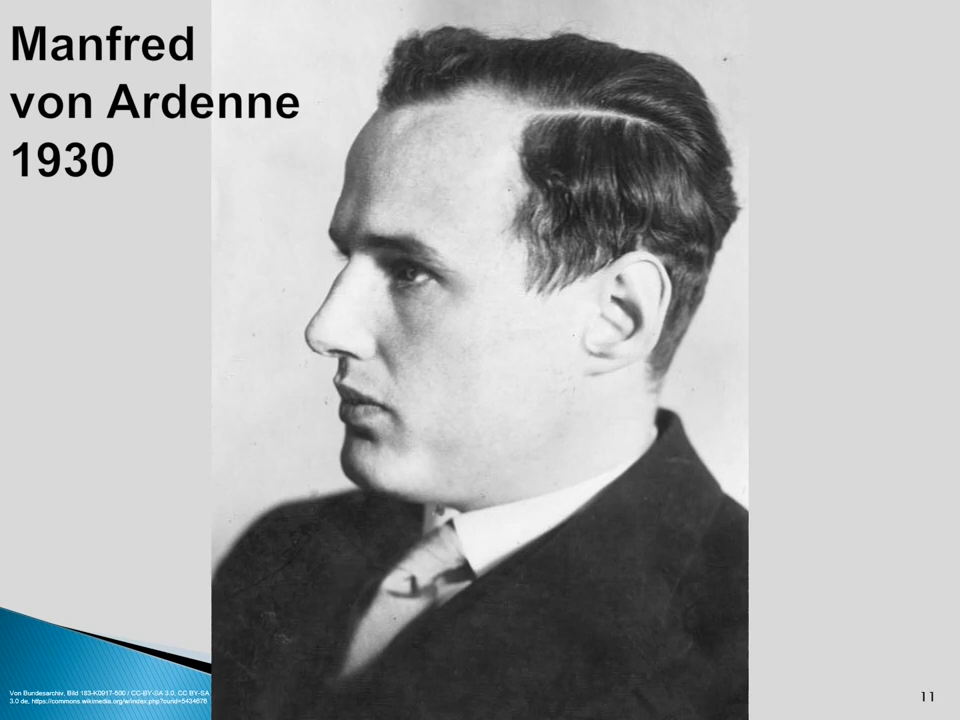 Manfred
von Ardenne
1930
Von Bundesarchiv, Bild 183-K0917-500 / CC-BY-SA 3.0, CC BY-SA
3.0 de, https://commons.wikimedia.org/w/index.php?curid=5434676
11